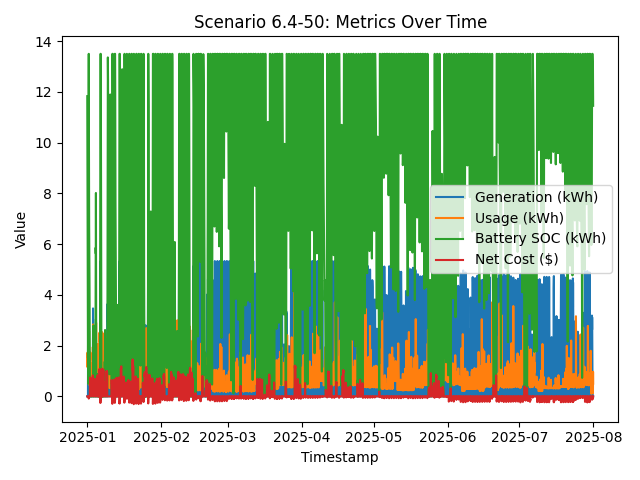 Scenario 6.4-50: Metrics Over Time
14
12
10
8
6
4
2
0
Value
Generation (kWh)
Usage (kWh)
Battery SOC (kWh)
Net Cost ($)
2025-01 2025-02 2025-03 2025-04 2025-05 2025-06 2025-07 2025-08
Timestamp